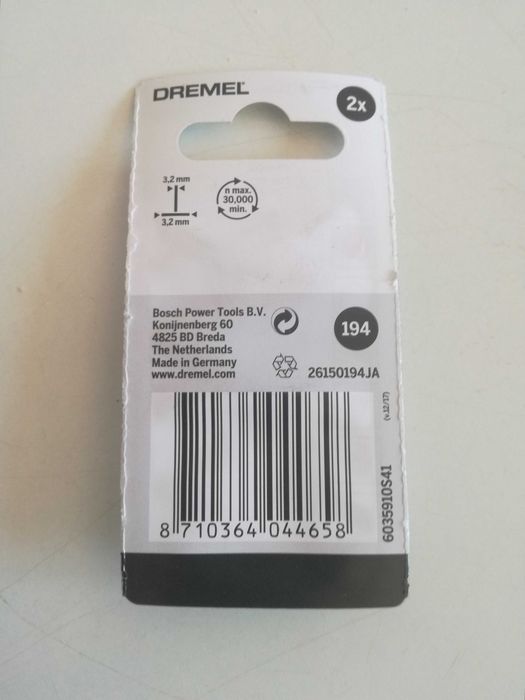 DREMEL
2x
3,2 mm
3,2 mm
n max.
30,000
min.
Bosch Power Tools B.V.
Konijnenberg 60
4825 BD Breda
The Netherlands
Made in Germany
www.dremel.com
194
26150194JA
(v.12/17)
6035910S41
8 710364 044658